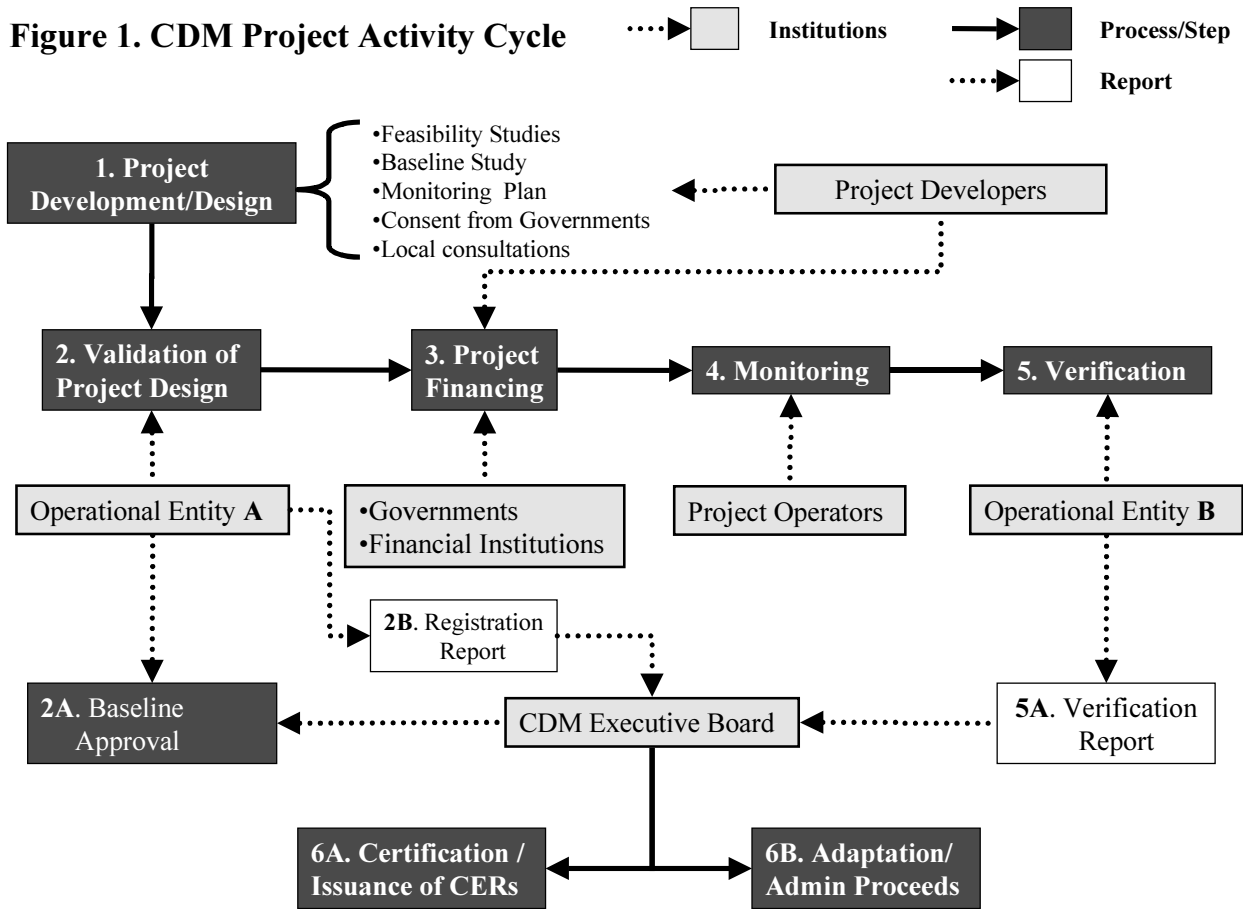 Figure 1. CDM Project Activity Cycle
Institutions
Process/Step
Report
1. Project
Development/Design
•Feasibility Studies
•Baseline Study
•Monitoring Plan
•Consent from Governments
•Local consultations
Project Developers
2. Validation of
Project Design
3. Project
Financing
4. Monitoring
5. Verification
Operational Entity A
•Governments
•Financial Institutions
Project Operators
Operational Entity B
2B. Registration
Report
2A. Baseline
Approval
CDM Executive Board
5A. Verification
Report
6A. Certification /
Issuance of CERs
6B. Adaptation/
Admin Proceeds